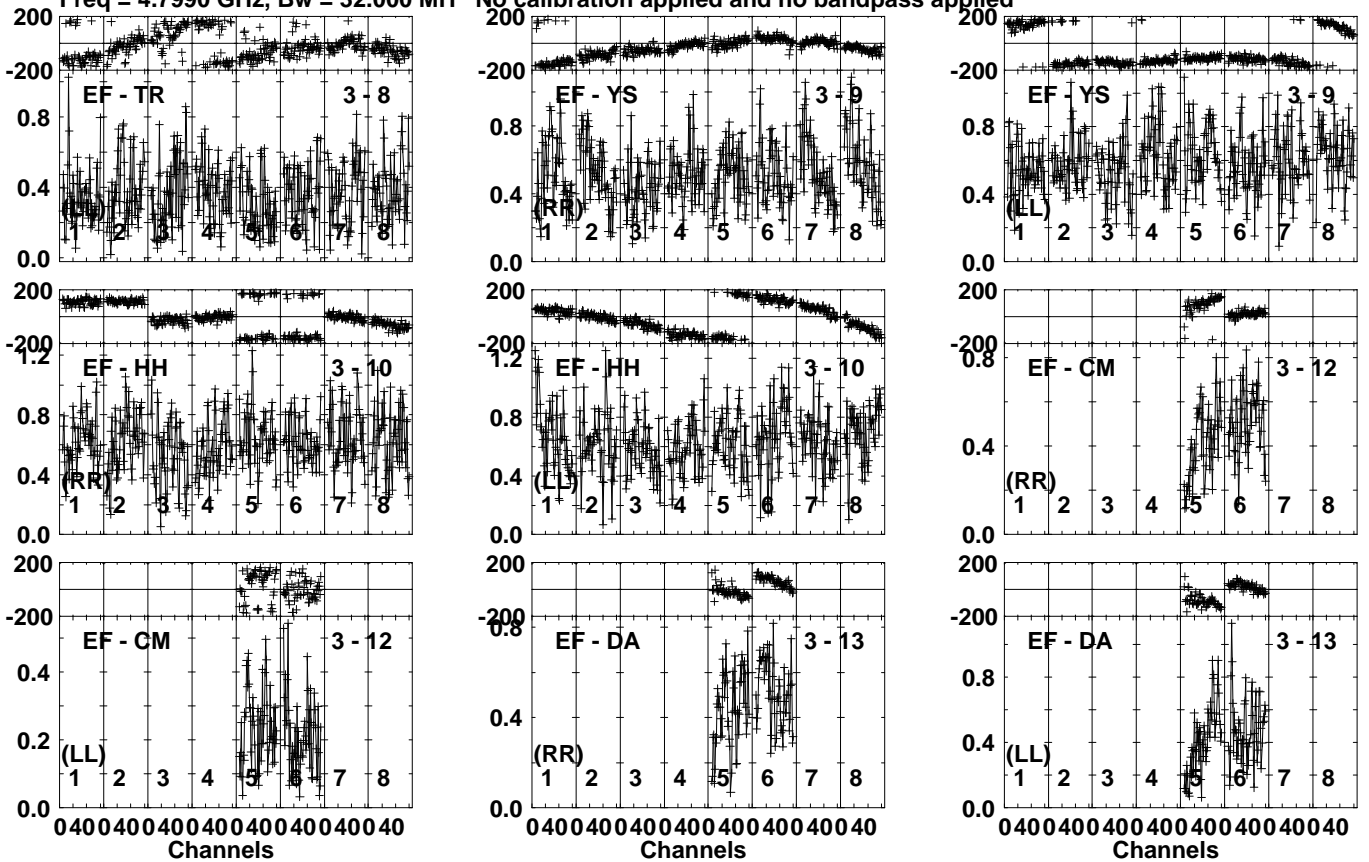 Freq = 4.7990 GHz, Bw = 32.000 MH No calibration applied and no bandpass applied
200 200 200
-200 -200 -200
EF - TR 3 - 8 EF - YS 3 - 9 EF - YS 3 - 9
0.8 0.8 0.8
0.4 0.4 0.4
(LL) (RR) (LL)
1 2 3 4 5 6 7 8 1 2 3 4 5 6 7 8 1 2 3 4 5 6 7 8
0.0 0.0 0.0
200 200 200
-200 -200 -200
1.2 1.2
EF - HH 3 - 10 EF - HH 3 - 10 EF - CM 3 - 12
0.8 0.8 0.8
0.4 0.4 0.4
(RR) (LL) (RR)
1 2 3 4 5 6 7 8 1 2 3 4 5 6 7 8 1 2 3 4 5 6 7 8
0.0 0.0 0.0
200 200 200
-200 -200 -200
EF - CM 3 - 12 EF - DA 3 - 13 EF - DA 3 - 13
0.4 0.8 0.8
0.2 0.4 0.4
(LL) (RR) (LL)
1 2 3 4 5 6 7 8 1 2 3 4 5 6 7 8 1 2 3 4 5 6 7 8
0.0 0.0 0.0
0 40 0 40 0 40 0 40 0 40 0 40 0 40 0 40 0 40 0 40 0 40 0 40 0 40 0 40 0 40 0 40 0 40 0 40 0 40 0 40 0 40 0 40 0 40 0 40
Channels Channels Channels